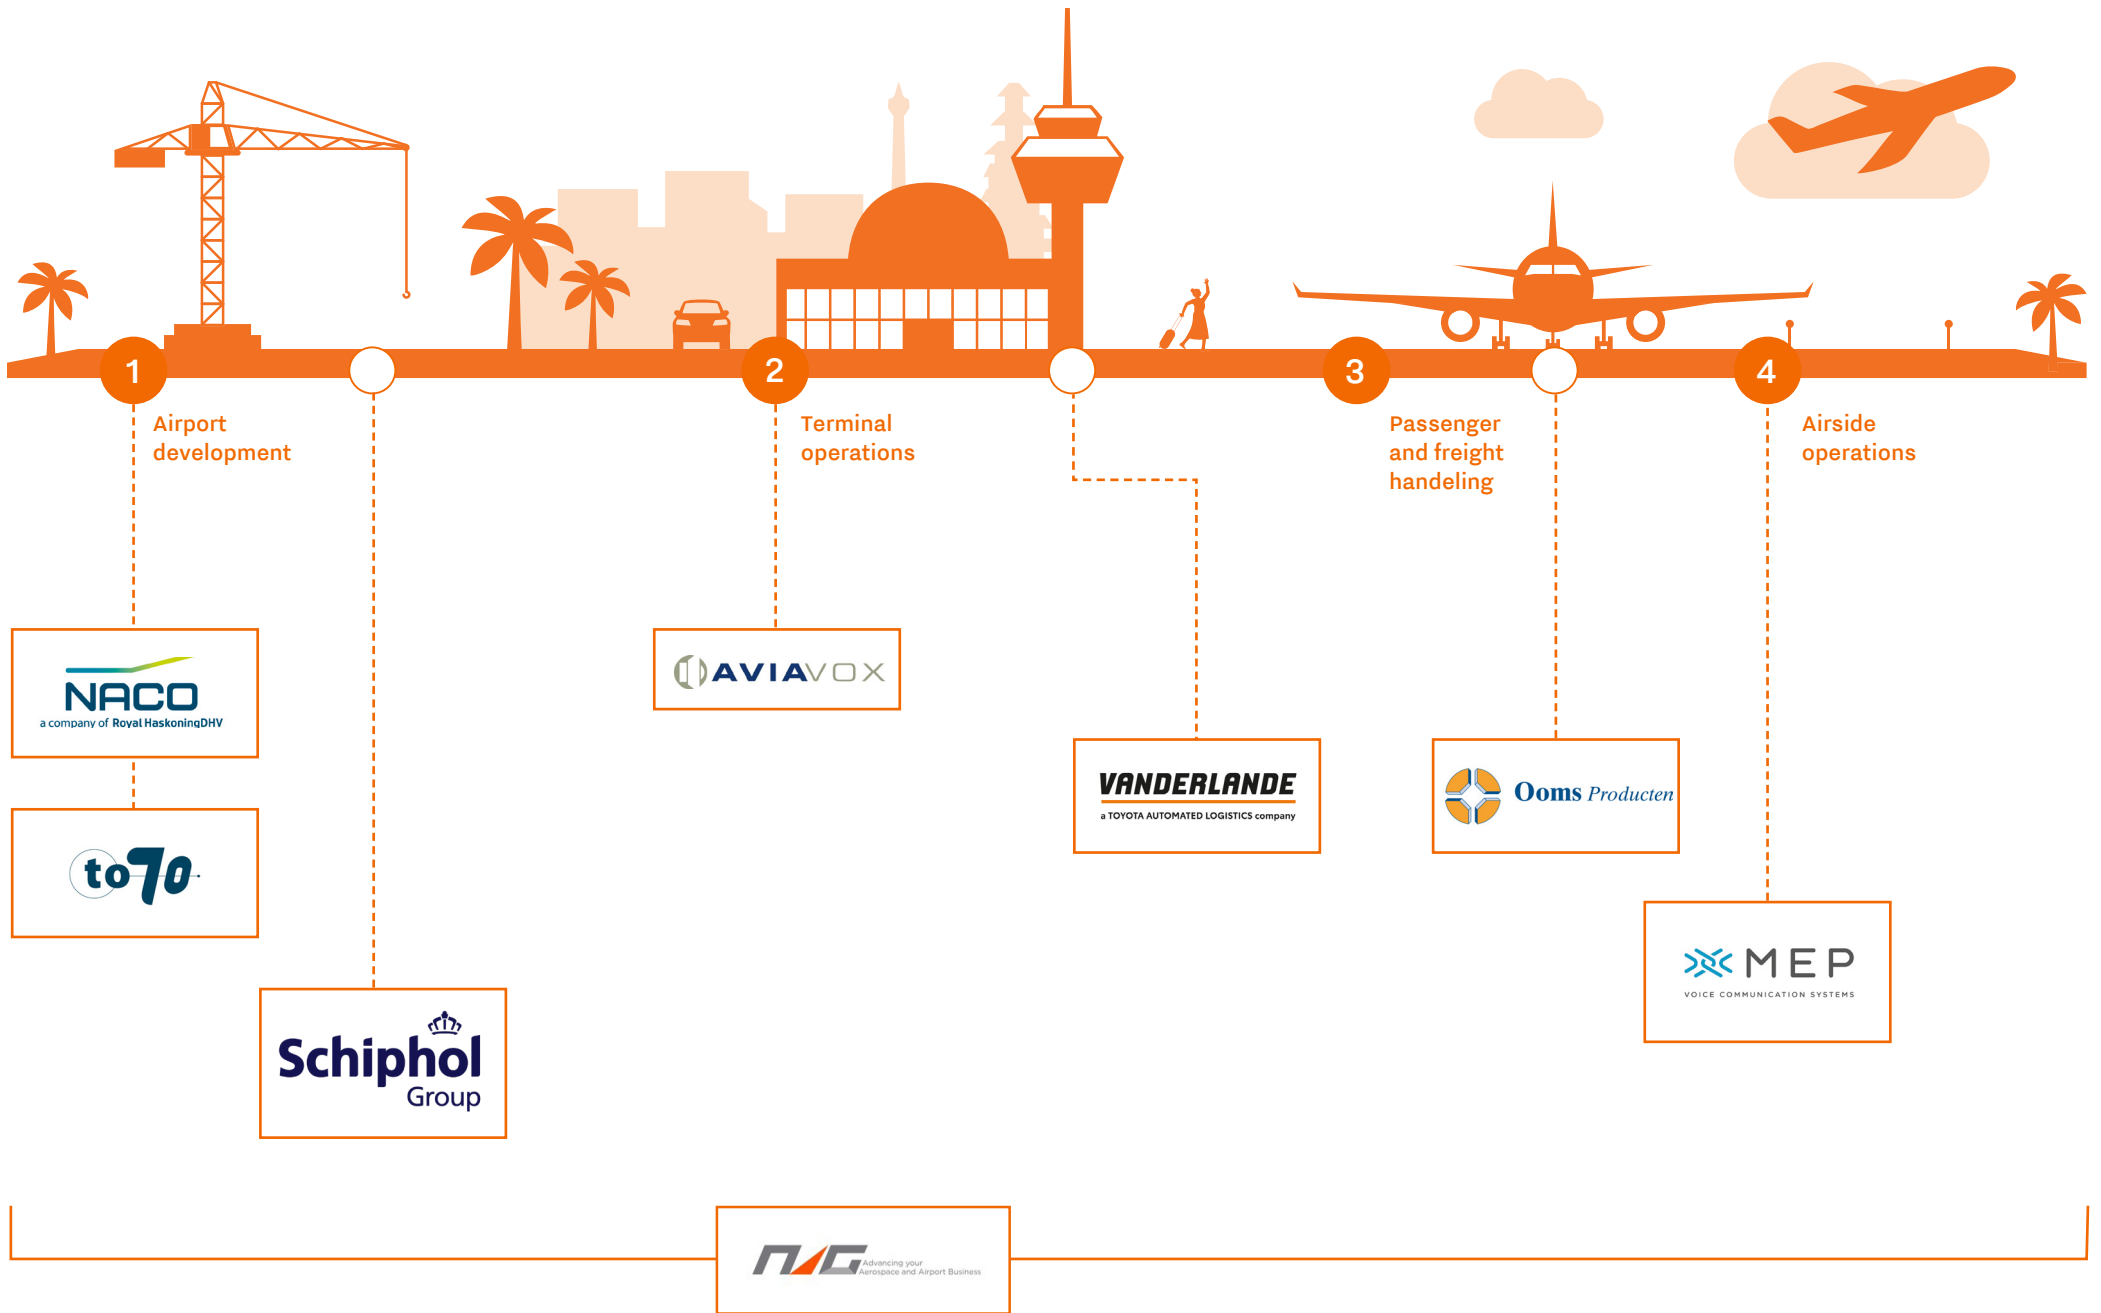 1
2
3
4
Airport
development
Terminal
operations
Passenger
and freight
handeling
Airside
operations
NACO
a company of Royal HaskoningDHV
AVIAVOX
VANDERLANDE
a TOYOTA AUTOMATED LOGISTICS company
Ooms Producten
to70
MEP
VOICE COMMUNICATION SYSTEMS
Schiphol
Group
NAG
Advancing your
Aerospace and Airport Business